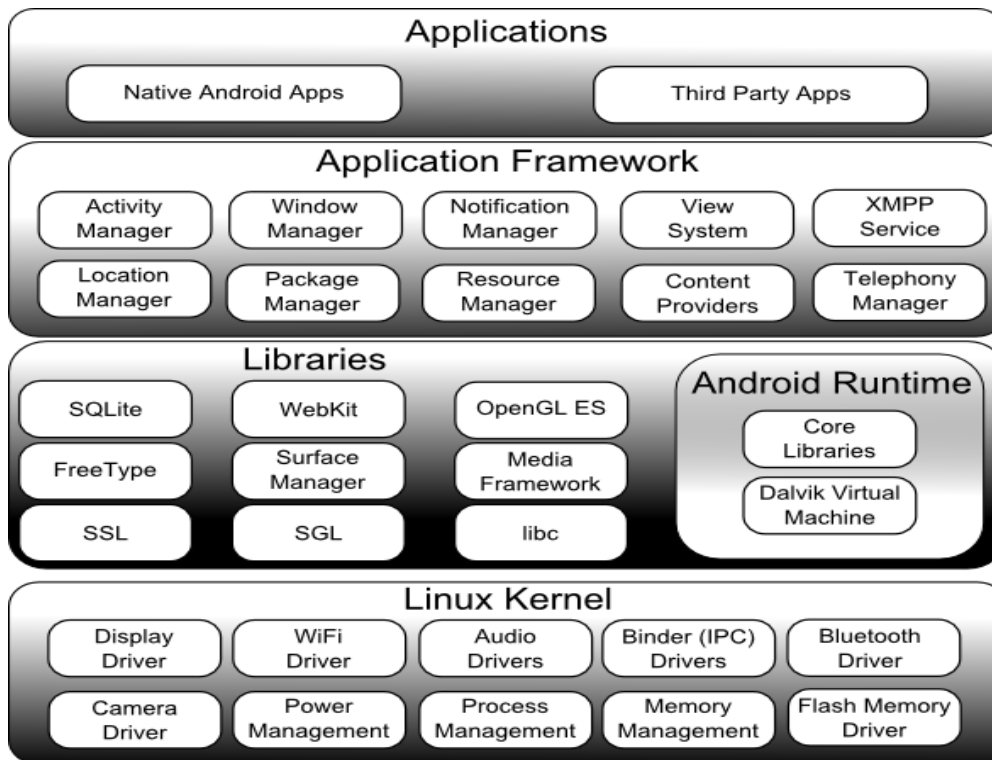 Applications
Native Android Apps
Third Party Apps
Application Framework
Activity
Manager
Window
Manager
Notification
Manager
View
System
XMPP
Service
Location
Manager
Package
Manager
Resource
Manager
Content
Providers
Telephony
Manager
Libraries
SQLite
WebKit
OpenGL ES
FreeType
Surface
Manager
Media
Framework
SSL
SGL
libc
Android Runtime
Core
Libraries
Dalvik Virtual
Machine
Linux Kernel
Display
Driver
WiFi
Driver
Audio
Drivers
Binder (IPC)
Drivers
Bluetooth
Driver
Camera
Driver
Power
Management
Process
Management
Memory
Management
Flash Memory
Driver